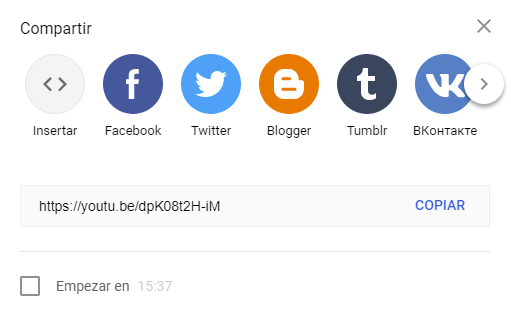 Compartir
Insertar
Facebook
Twitter
Blogger
Tumblr
ВКонтакте
https://youtu.be/dpK08t2H-iM
COPIAR
Empezar en 15:37